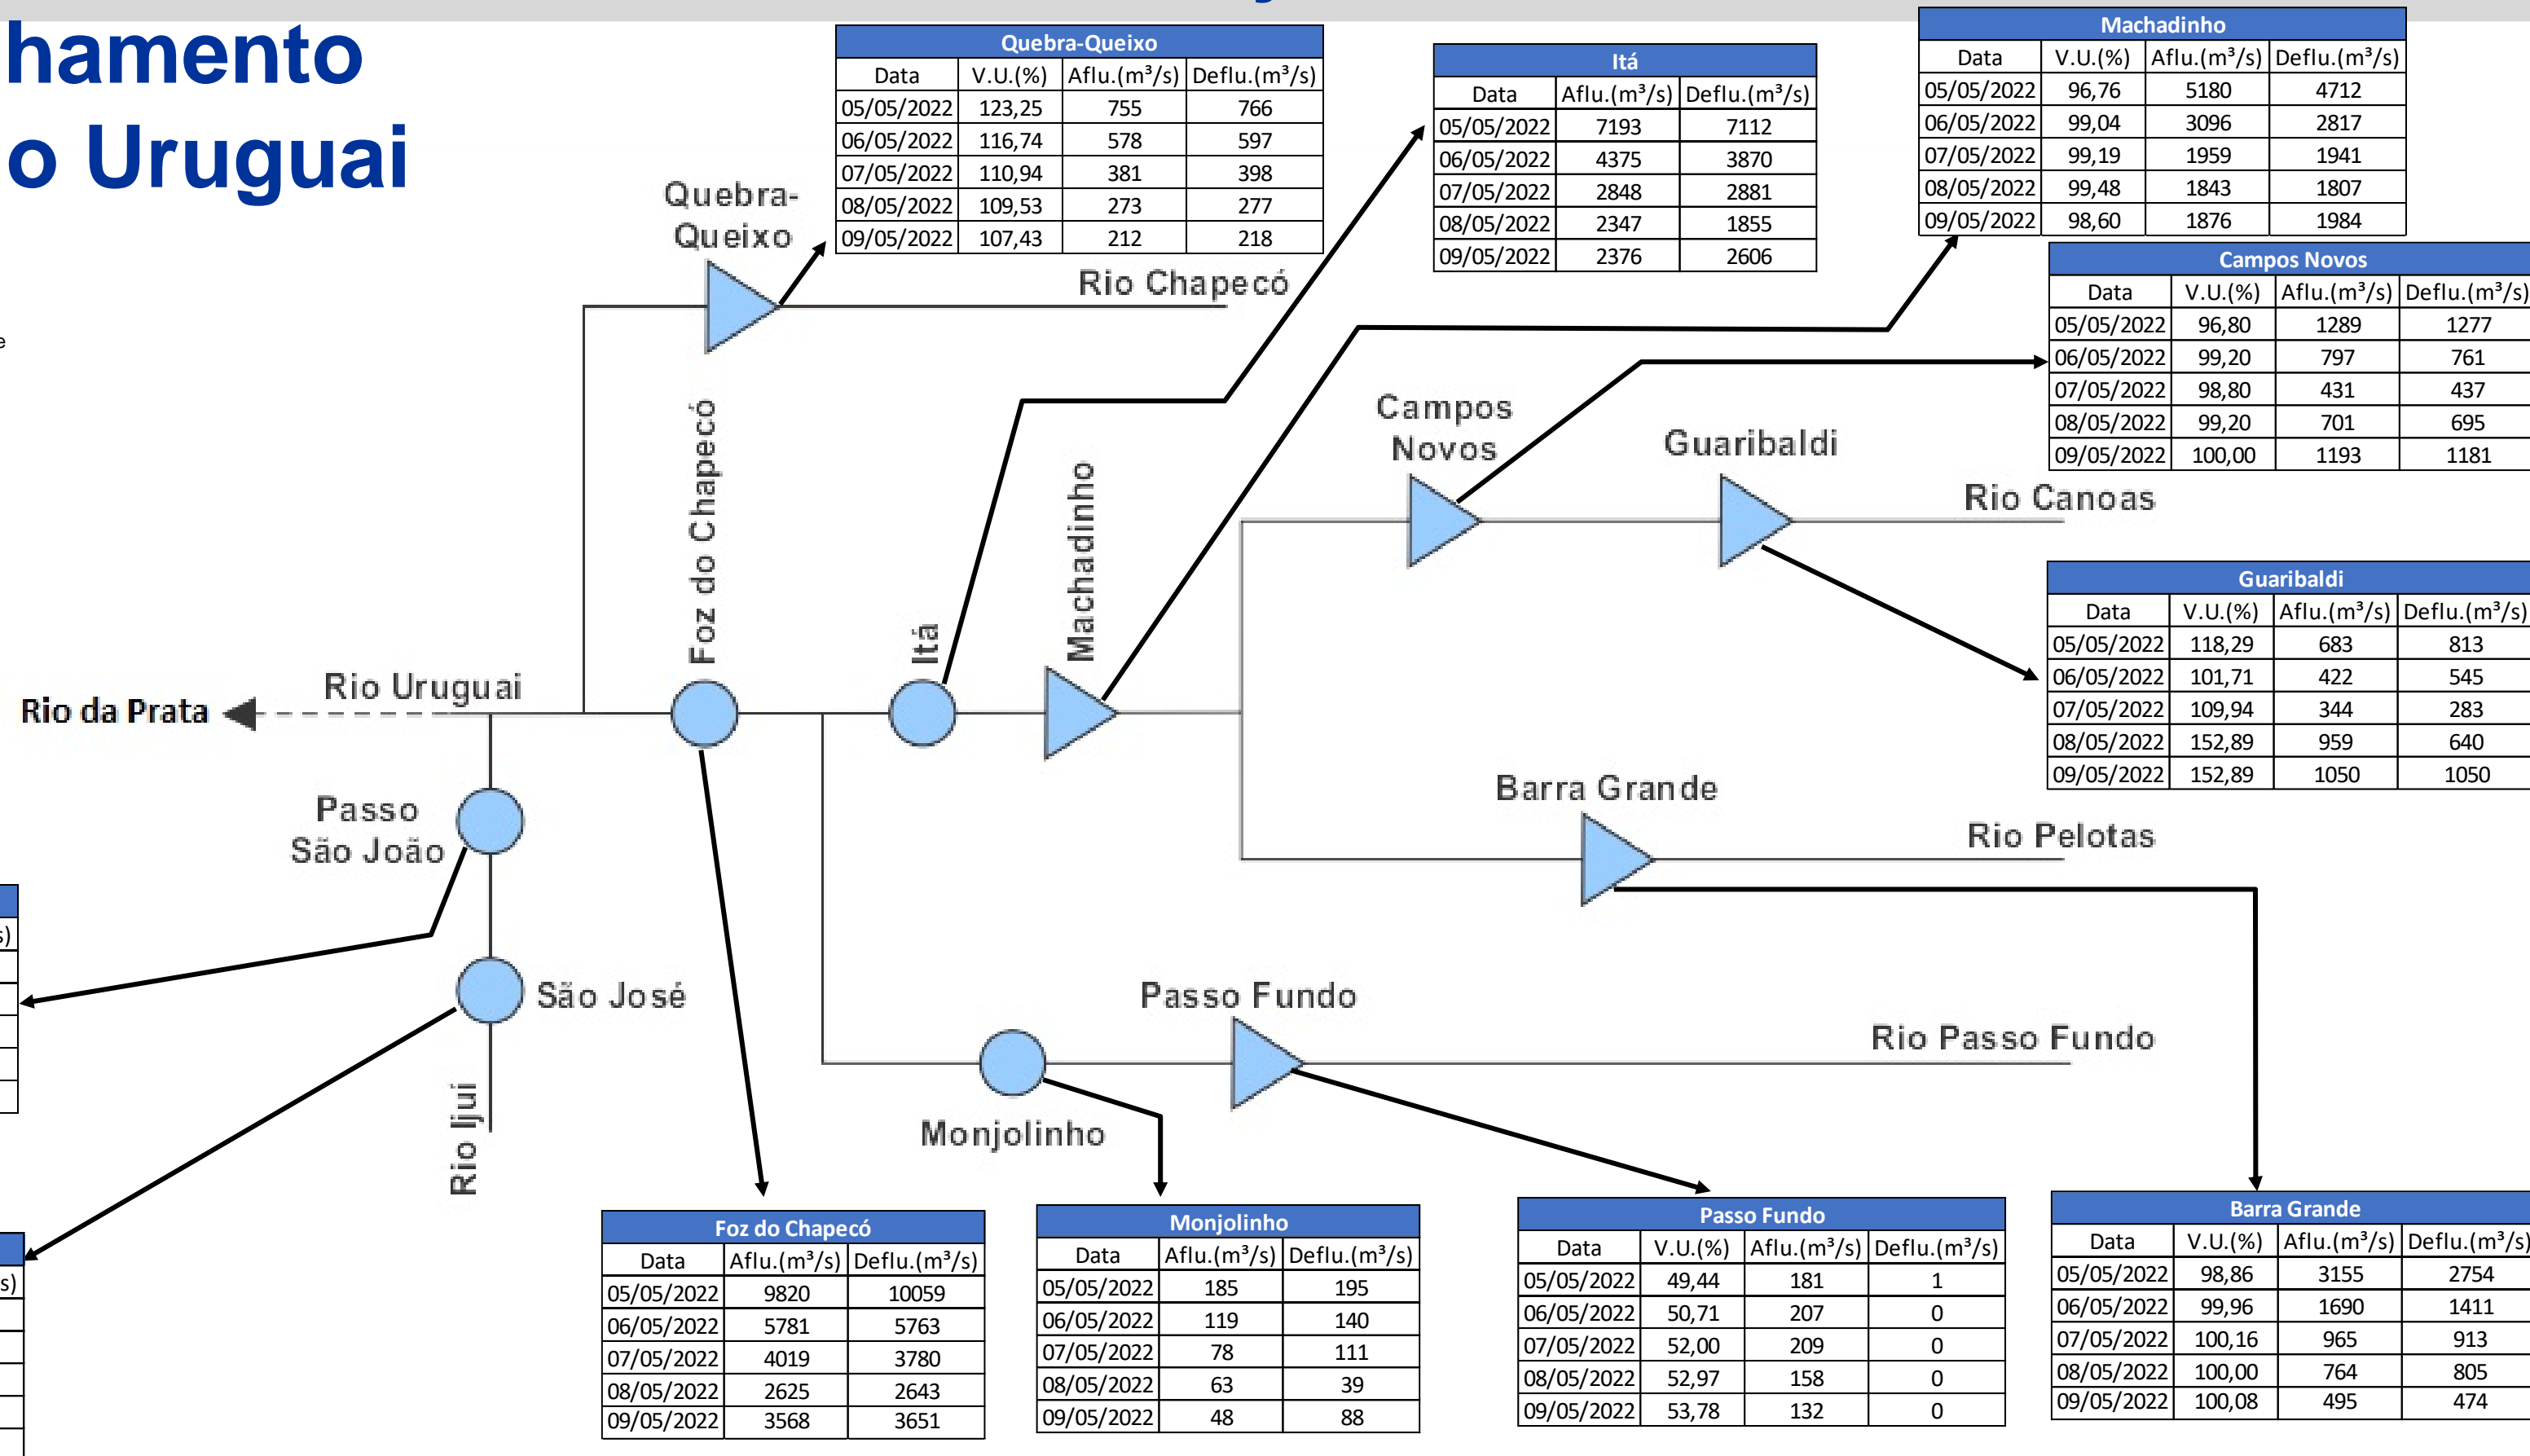 hamento
o Uruguai
e
Quebra-Queixo
Data V.U.(%) Aflu.(m³/s) Deflu.(m³/s)
05/05/2022 123,25 755 766
06/05/2022 116,74 578 597
07/05/2022 110,94 381 398
08/05/2022 109,53 273 277
09/05/2022 107,43 212 218
Itá
Data Aflu.(m³/s) Deflu.(m³/s)
05/05/2022 7193 7112
06/05/2022 4375 3870
07/05/2022 2848 2881
08/05/2022 2347 1855
09/05/2022 2376 2606
Machadinho
Data V.U.(%) Aflu.(m³/s) Deflu.(m³/s)
05/05/2022 96,76 5180 4712
06/05/2022 99,04 3096 2817
07/05/2022 99,19 1959 1941
08/05/2022 99,48 1843 1807
09/05/2022 98,60 1876 1984
Campos Novos
Data V.U.(%) Aflu.(m³/s) Deflu.(m³/s)
05/05/2022 96,80 1289 1277
06/05/2022 99,20 797 761
07/05/2022 98,80 431 437
08/05/2022 99,20 701 695
09/05/2022 100,00 1193 1181
Quebra-
Queixo
Rio Chapecó
Foz do Chapecó
Itá
Machadinho
Campos
Novos
Guaribaldi
Rio Canoas
Guaribaldi
Data V.U.(%) Aflu.(m³/s) Deflu.(m³/s)
05/05/2022 118,29 683 813
06/05/2022 101,71 422 545
07/05/2022 109,94 344 283
08/05/2022 152,89 959 640
09/05/2022 152,89 1050 1050
Rio da Prata
Rio Uruguai
Passo
São João
Barra Grande
Rio Pelotas
s)
São José
Passo Fundo
Rio Passo Fundo
Rio Ijui
Monjolinho
s)
Foz do Chapecó
Data Aflu.(m³/s) Deflu.(m³/s)
05/05/2022 9820 10059
06/05/2022 5781 5763
07/05/2022 4019 3780
08/05/2022 2625 2643
09/05/2022 3568 3651
Monjolinho
Data Aflu.(m³/s) Deflu.(m³/s)
05/05/2022 185 195
06/05/2022 119 140
07/05/2022 78 111
08/05/2022 63 39
09/05/2022 48 88
Passo Fundo
Data V.U.(%) Aflu.(m³/s) Deflu.(m³/s)
05/05/2022 49,44 181 1
06/05/2022 50,71 207 0
07/05/2022 52,00 209 0
08/05/2022 52,97 158 0
09/05/2022 53,78 132 0
Barra Grande
Data V.U.(%) Aflu.(m³/s) Deflu.(m³/s)
05/05/2022 98,86 3155 2754
06/05/2022 99,96 1690 1411
07/05/2022 100,16 965 913
08/05/2022 100,00 764 805
09/05/2022 100,08 495 474